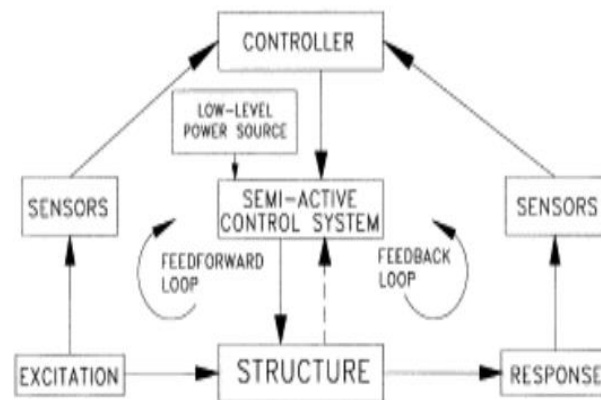 CONTROLLER
LOW-LEVEL
POWER SOURCE
SENSORS
SEMI-ACTIVE
CONTROL SYSTEM
SENSORS
FEEDFORWARD
LOOP
FEEDBACK
LOOP
EXCITATION
STRUCTURE
RESPONSE